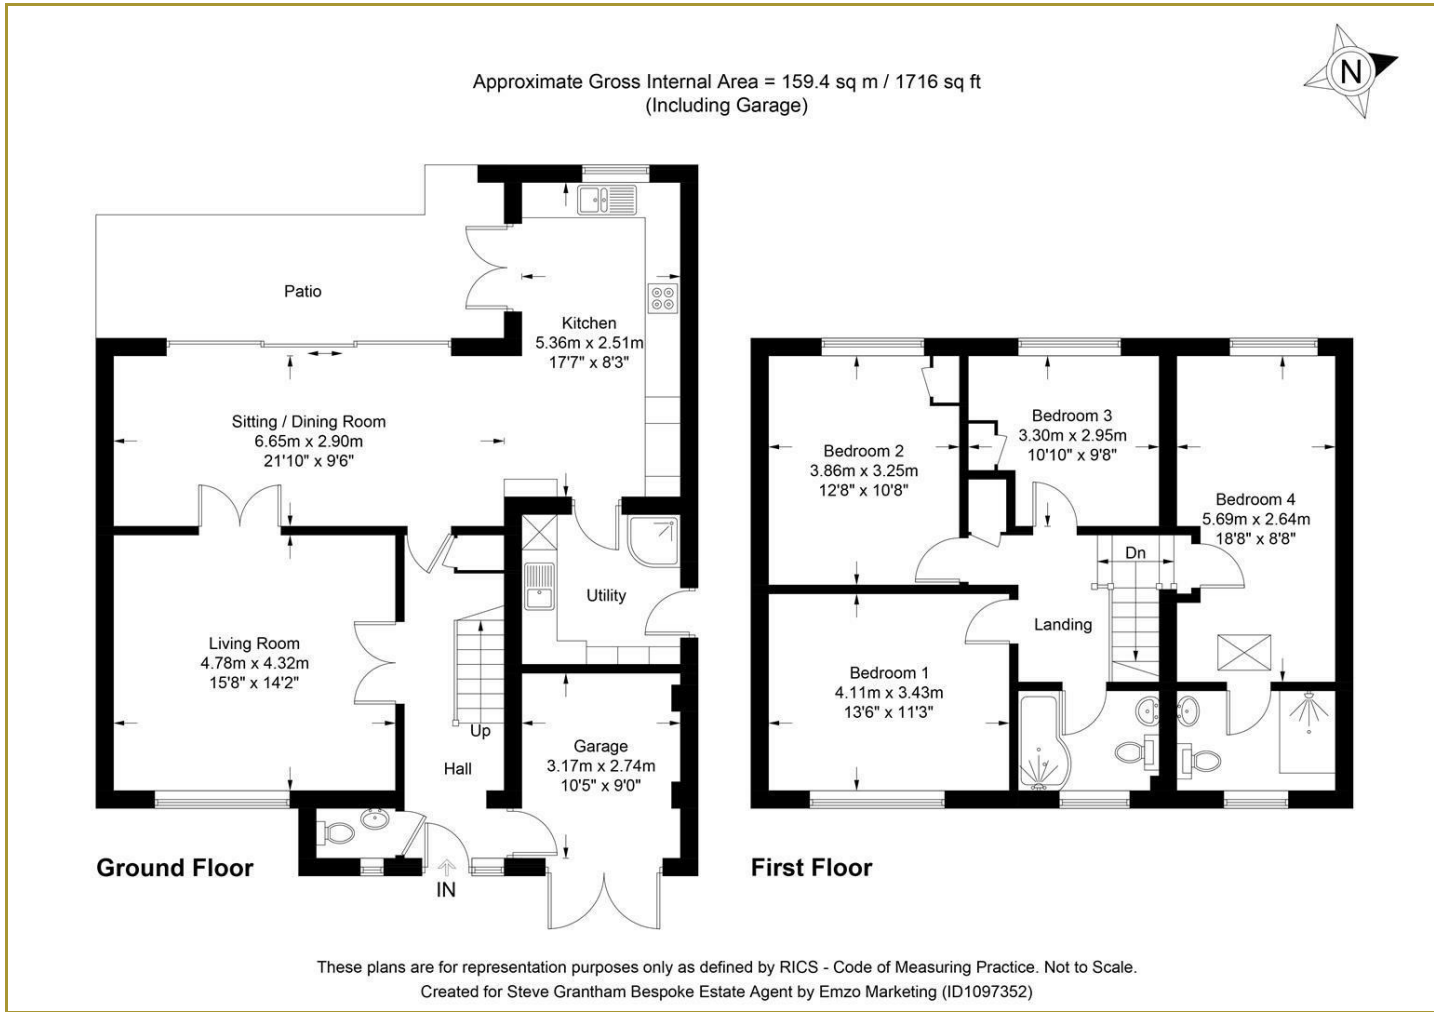 Approximate Gross Internal Area = 159.4 sq m / 1716 sq ft
(Including Garage)
N
Patio
Kitchen
5.36m x 2.51m
17'7" x 8'3"
Sitting / Dining Room
6.65m x 2.90m
21'10" x 9'6"
Utility
Living Room
4.78m x 4.32m
15'8" x 14'2"
Up
Hall
Garage
3.17m x 2.74m
10'5" x 9'0"
IN
Ground Floor
Bedroom 2
3.86m x 3.25m
12'8" x 10'8"
Bedroom 3
3.30m x 2.95m
10'10" x 9'8"
Bedroom 4
5.69m x 2.64m
18'8" x 8'8"
Dn
Landing
Bedroom 1
4.11m x 3.43m
13'6" x 11'3"
First Floor
These plans are for representation purposes only as defined by RICS - Code of Measuring Practice. Not to Scale.
Created for Steve Grantham Bespoke Estate Agent by Emzo Marketing (ID1097352)